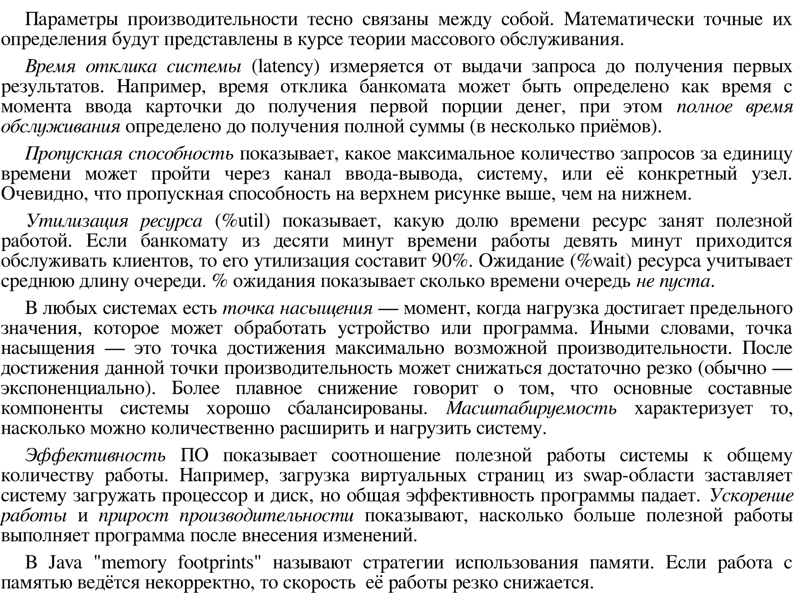 Параметры производительности тесно связаны между собой. Математически точные их
определения будут представлены в курсе теории массового обслуживания.
Время отклика системы (latency) измеряется от выдачи запроса до получения первых
результатов. Например, время отклика банкомата может быть определено как время с
момента ввода карточки до получения первой порции денег, при этом полное время
обслуживания определено до получения полной суммы (в несколько приёмов).
Пропускная способность показывает, какое максимальное количество запросов за единицу
времени может пройти через канал ввода-вывода, систему, или её конкретный узел.
Очевидно, что пропускная способность на верхнем рисунке выше, чем на нижнем.
Утилизация ресурса (%util) показывает, какую долю времени ресурс занят полезной
работой. Если банкомату из десяти минут времени работы девять минут приходится
обслуживать клиентов, то его утилизация составит 90%. Ожидание (%wait) ресурса учитывает
среднюю длину очереди. % ожидания показывает сколько времени очередь не пуста.
В любых системах есть точка насыщения — момент, когда нагрузка достигает предельного
значения, которое может обработать устройство или программа. Иными словами, точка
насыщения — это точка достижения максимально возможной производительности. После
достижения данной точки производительность может снижаться достаточно резко (обычно —
экспоненциально). Более плавное снижение говорит о том, что основные составные
компоненты системы хорошо сбалансированы. Масштабируемость характеризует то,
насколько можно количественно расширить и нагрузить систему.
Эффективность ПО показывает соотношение полезной работы системы к общему
количеству работы. Например, загрузка виртуальных страниц из swap-области заставляет
систему загружать процессор и диск, но общая эффективность программы падает. Ускорение
работы и прирост производительности показывают, насколько больше полезной работы
выполняет программа после внесения изменений.
В Java "memory footprints" называют стратегии использования памяти. Если работа с
памятью ведётся некорректно, то скорость её работы резко снижается.